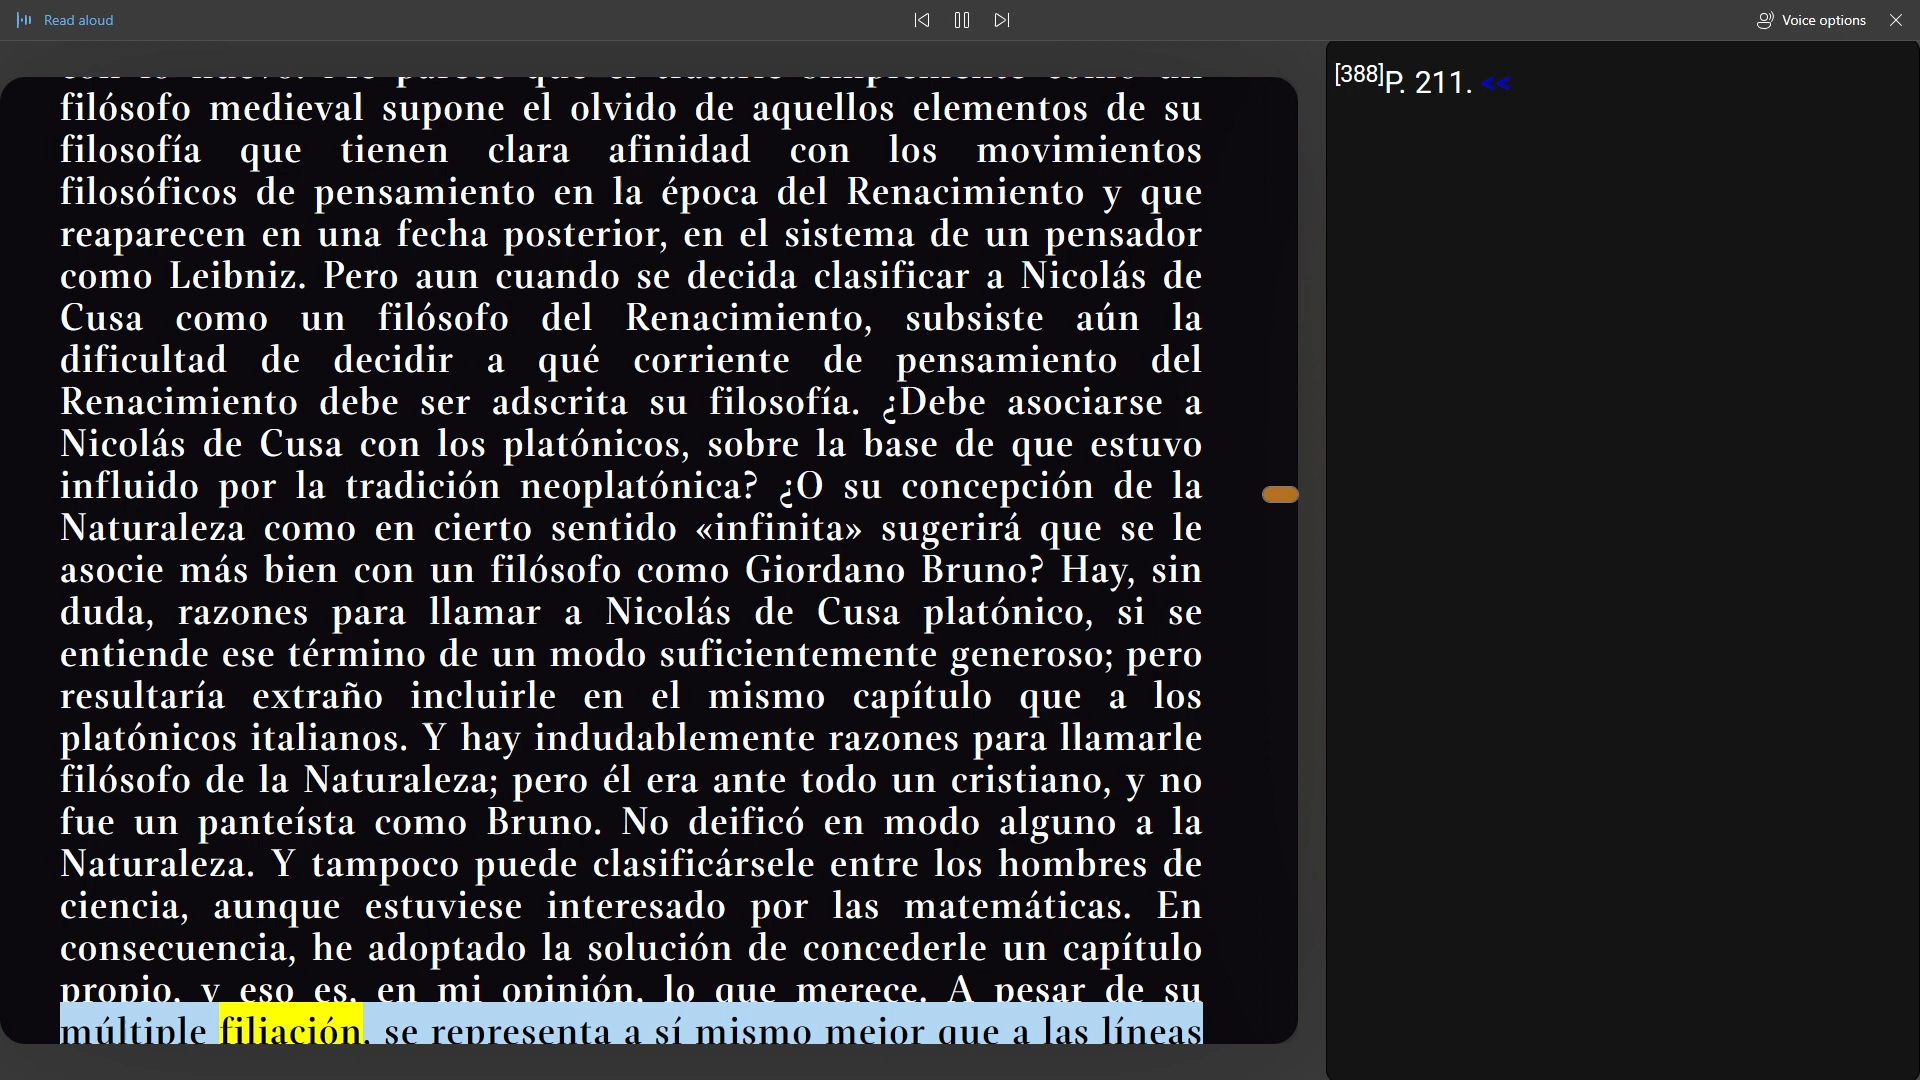 Read aloud
Voice options
con lo nuevo. Me parece que el tratarle simplemente como un
filósofo medieval supone el olvido de aquellos elementos de su
filosofía que tienen clara afinidad con los movimientos
filosóficos de pensamiento en la época del Renacimiento y que
reaparecen en una fecha posterior, en el sistema de un pensador
como Leibniz. Pero aun cuando se decida clasificar a Nicolás de
Cusa como un filósofo del Renacimiento, subsiste aún la
dificultad de decidir a qué corriente de pensamiento del
Renacimiento debe ser adscrita su filosofía. ¿Debe asociarse a
Nicolás de Cusa con los platónicos, sobre la base de que estuvo
influido por la tradición neoplatónica? ¿O su concepción de la
Naturaleza como en cierto sentido «infinita» sugerirá que se le
asocie más bien con un filósofo como Giordano Bruno? Hay, sin
duda, razones para llamar a Nicolás de Cusa platónico, si se
entiende ese término de un modo suficientemente generoso; pero
resultaría extraño incluirle en el mismo capítulo que a los
platónicos italianos. Y hay indudablemente razones para llamarle
filósofo de la Naturaleza; pero él era ante todo un cristiano, y no
fue un panteísta como Bruno. No deificó en modo alguno a la
Naturaleza. Y tampoco puede clasificársele entre los hombres de
ciencia, aunque estuviese interesado por las matemáticas. En
consecuencia, he adoptado la solución de concederle un capítulo
propio, y eso es, en mi opinión, lo que merece. A pesar de su
múltiple filiación, se representa a sí mismo mejor que a las líneas
[388]P. 211. <<